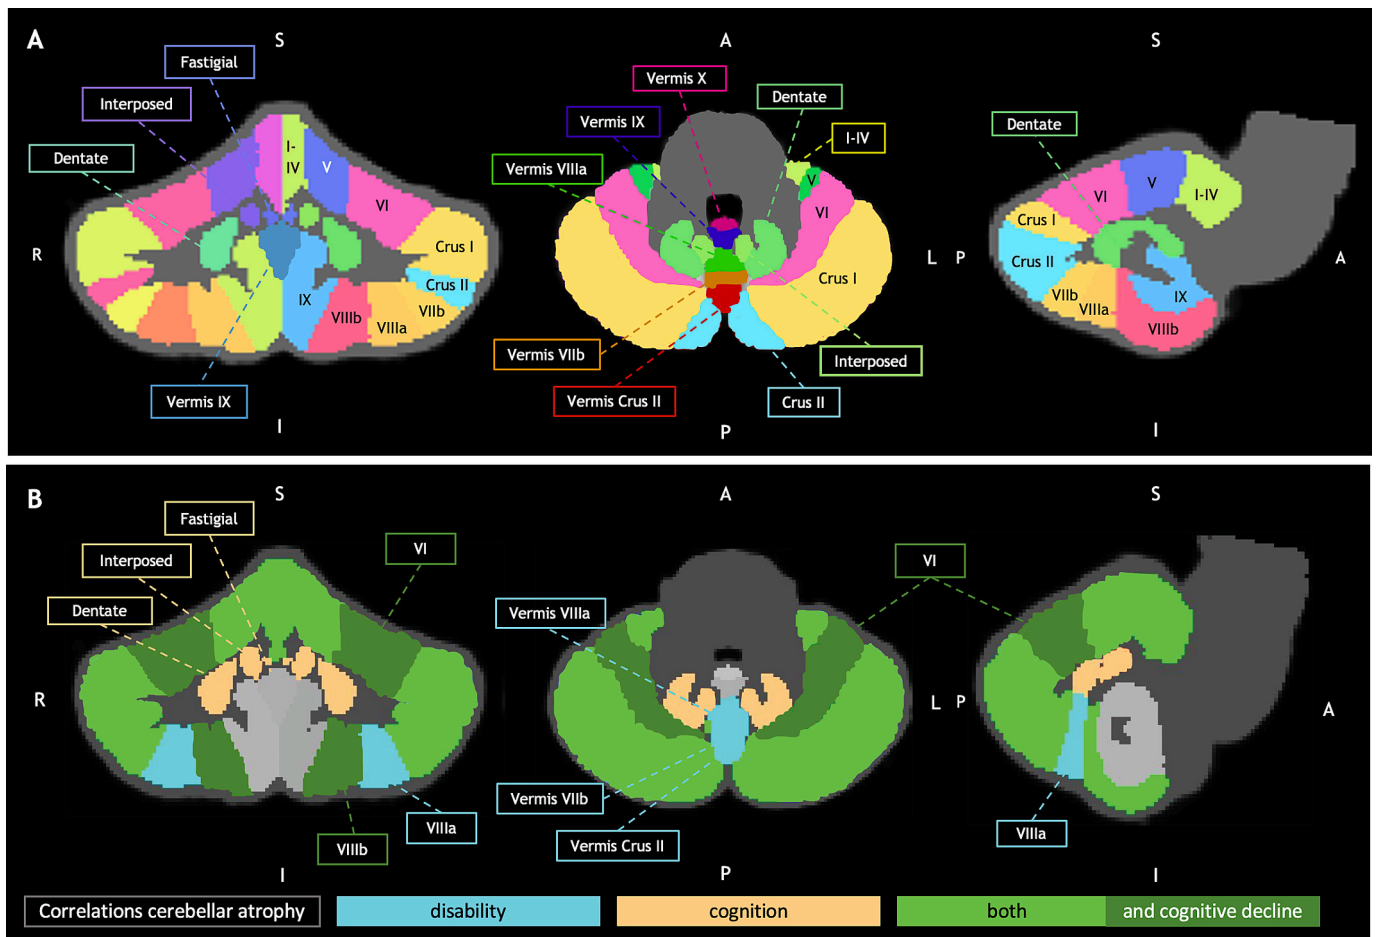 A
S
A
S
Fastigial
Vermis X
Interposed
Dentate
Vermis IX
Dentate
I-IV
Dentate
Vermis VIIIa
I-
IV
V
V
V
VI
VI
VI
I-IV
Crus I
Crus I
Crus I
R
L
P
Crus II
A
Crus II
IX
VIIIb
VIIIa
VIIb
VIIb
VIIIa
IX
VIIIb
Vermis VIIb
Interposed
Vermis IX
Vermis Crus II
Crus II
I
P
I
B
S
A
S
Fastigial
VI
Interposed
VI
Dentate
Vermis VIIIa
R
L
P
A
Vermis VIIb
VIIIa
VIIIa
VIIIb
Vermis Crus II
I
P
I
Correlations cerebellar atrophy
disability
cognition
both
and cognitive decline